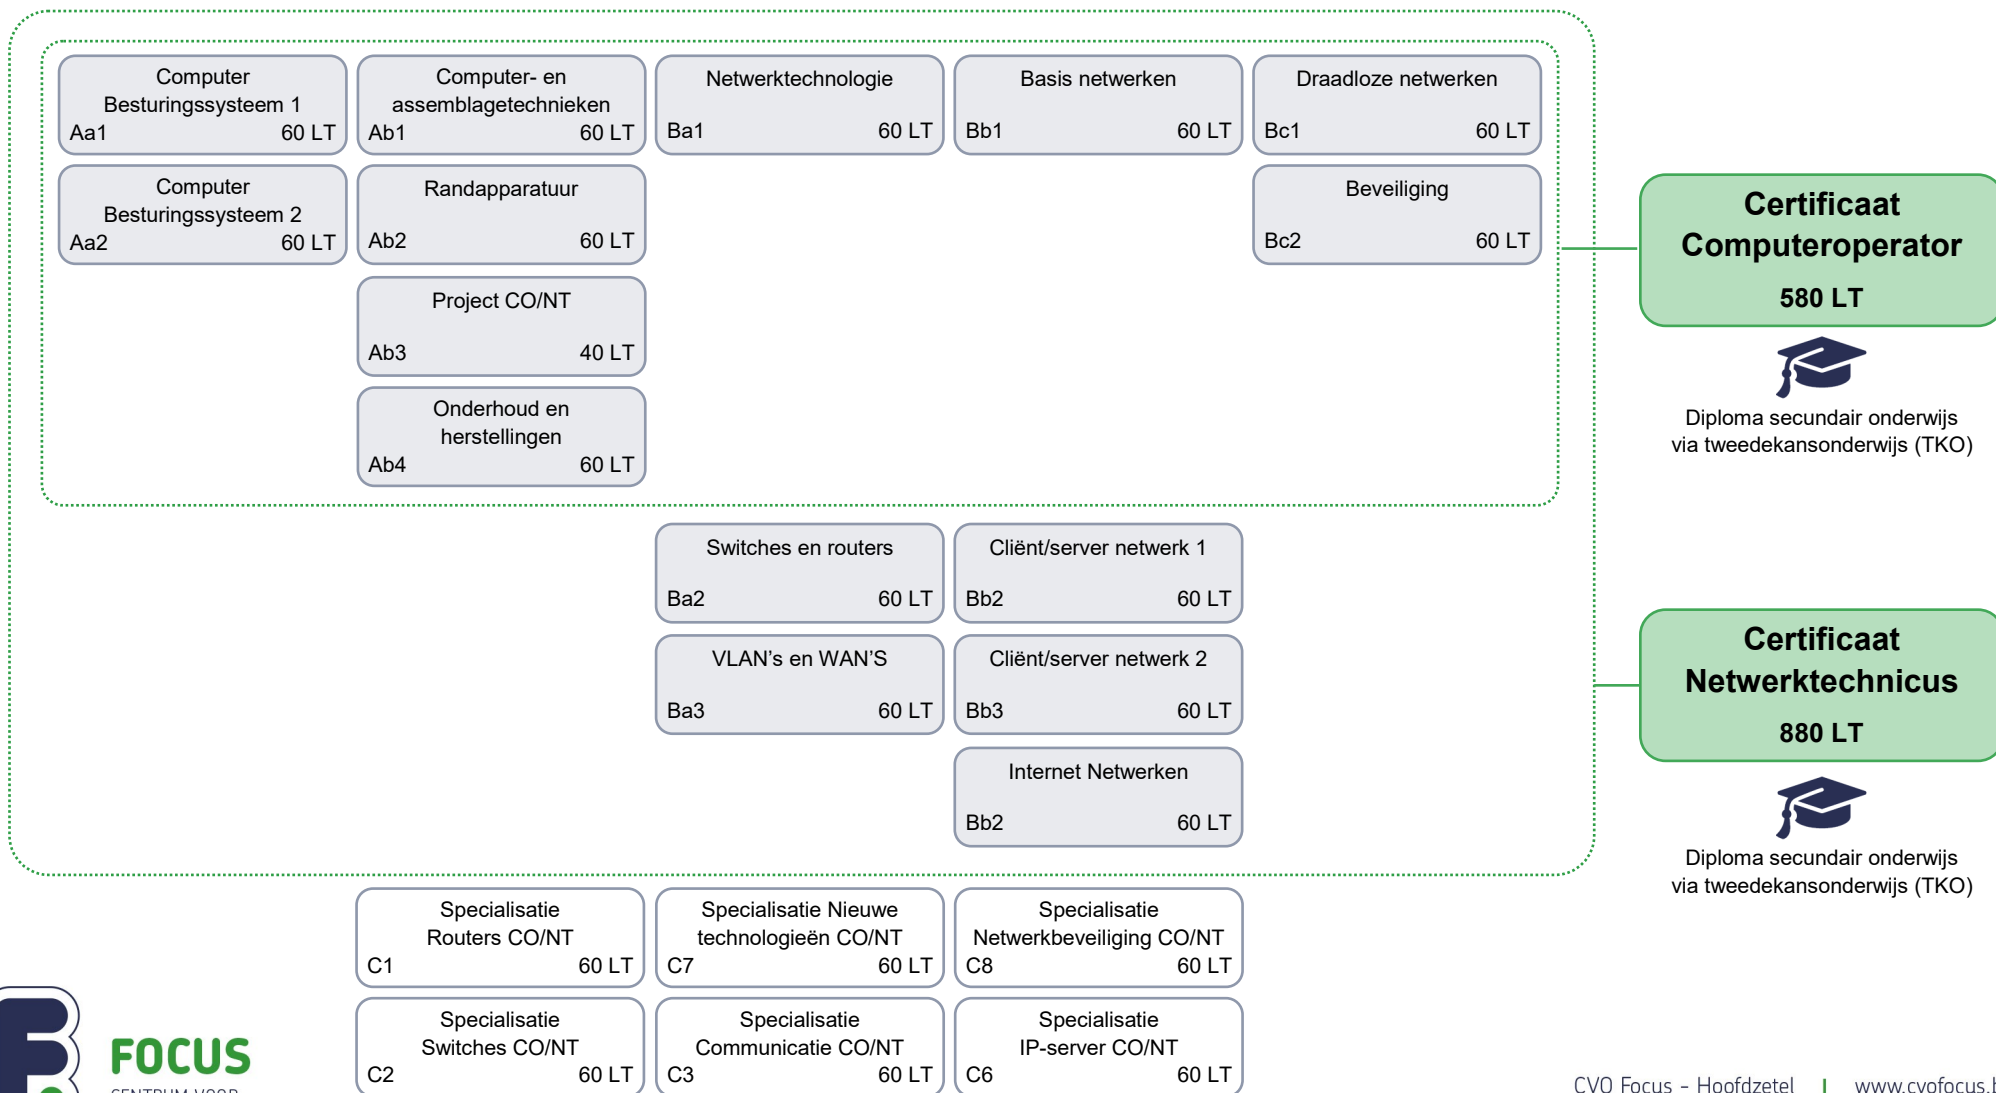 Computer
Besturingssysteem 1
Aa1 60 LT
Computer- en
assemblagetechnieken
Ab1 60 LT
Netwerktechnologie
Ba1 60 LT
Basis netwerken
Bb1 60 LT
Draadloze netwerken
Bc1 60 LT
Computer
Besturingssysteem 2
Aa2 60 LT
Randapparatuur
Ab2 60 LT
Beveiliging
Bc2 60 LT
Project CO/NT
Ab3 40 LT
Onderhoud en
herstellingen
Ab4 60 LT
Certificaat
Computeroperator
580 LT
Diploma secundair onderwijs
via tweedekansonderwijs (TKO)
Switches en routers
Ba2 60 LT
Cliënt/server netwerk 1
Bb2 60 LT
VLAN's en WAN'S
Ba3 60 LT
Cliënt/server netwerk 2
Bb3 60 LT
Internet Netwerken
Bb2 60 LT
Certificaat
Netwerktechnicus
880 LT
Diploma secundair onderwijs
via tweedekansonderwijs (TKO)
Specialisatie
Routers CO/NT
C1 60 LT
Specialisatie Nieuwe
technologieën CO/NT
C7 60 LT
Specialisatie
Netwerkbeveiliging CO/NT
C8 60 LT
Specialisatie
Switches CO/NT
C2 60 LT
Specialisatie
Communicatie CO/NT
C3 60 LT
Specialisatie
IP-server CO/NT
C6 60 LT
FOCUS
CENTRUM VOOR
CVO Focus - Hoofdzetel | www.cvofocus.b